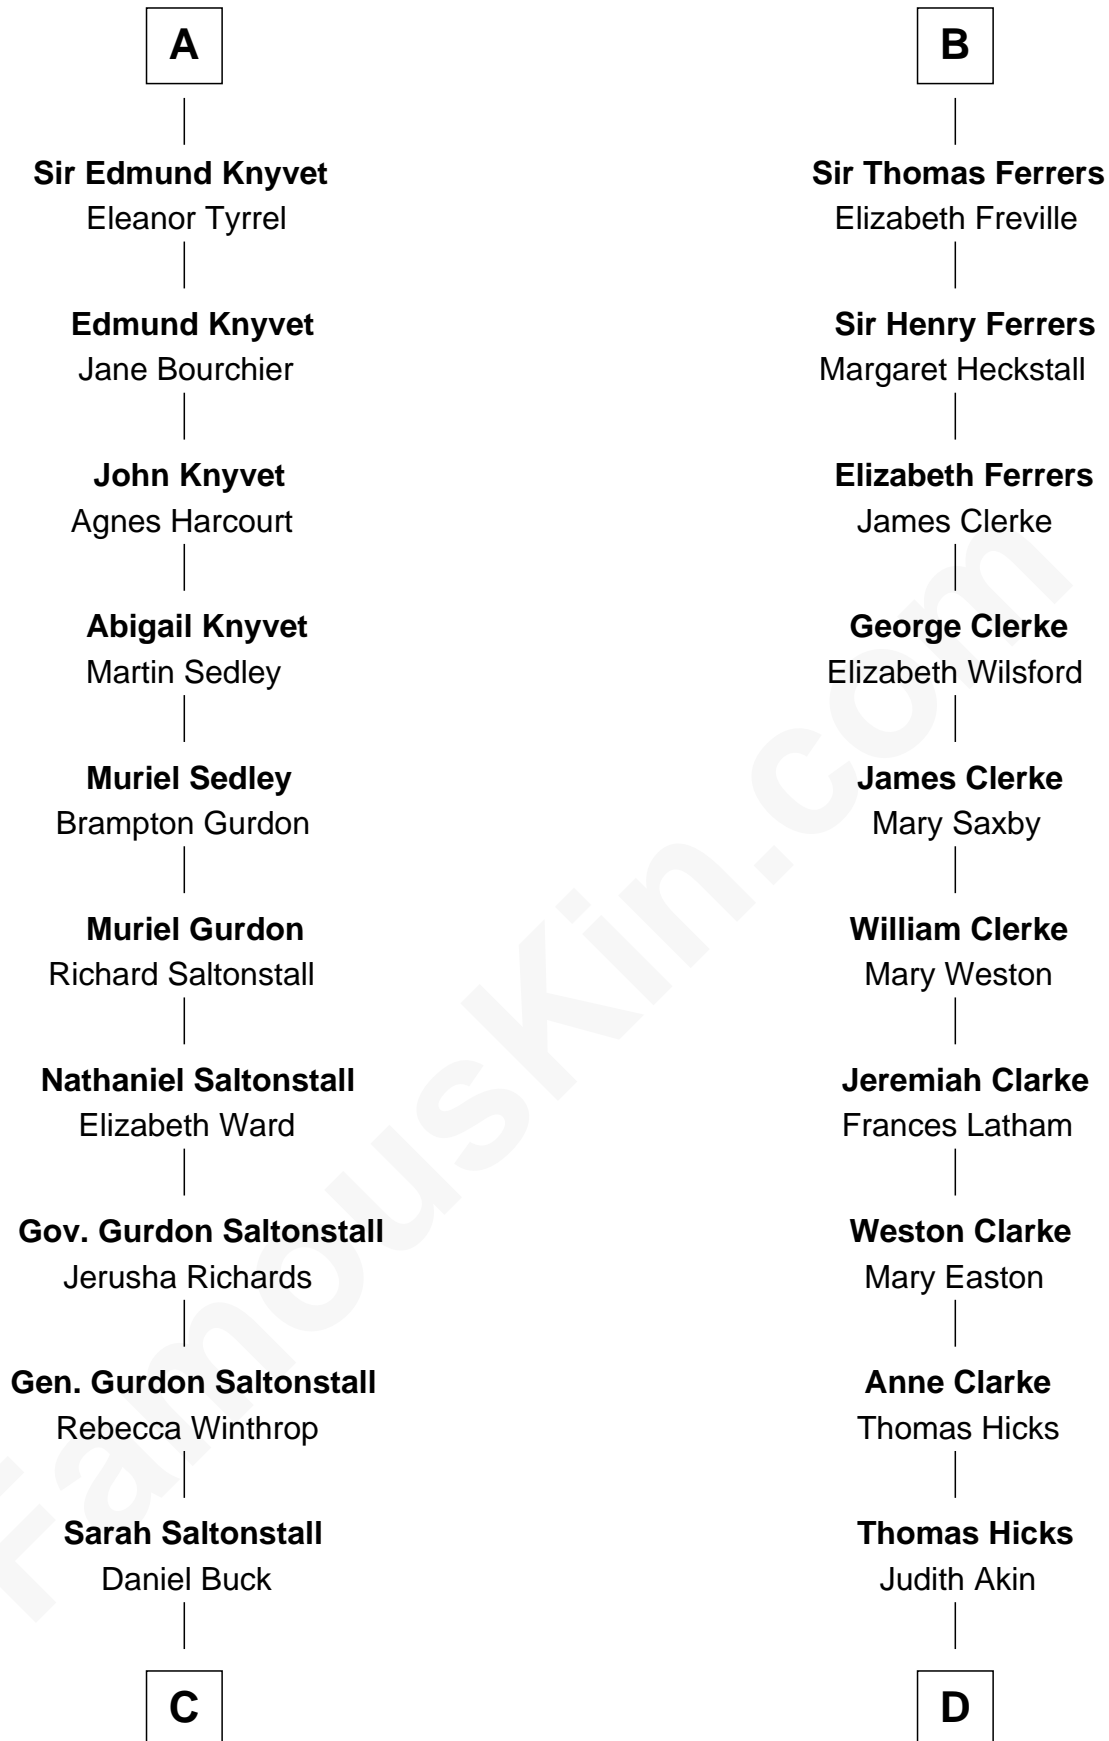 A
Sir Edmund Knyvet
Eleanor Tyrrel
Edmund Knyvet
Jane Bourchier
John Knyvet
Agnes Harcourt
Abigail Knyvet
Martin Sedley
Muriel Sedley
Brampton Gurdon
Muriel Gurdon
Richard Saltonstall
Nathaniel Saltonstall
Elizabeth Ward
Gov. Gurdon Saltonstall
Jerusha Richards
Gen. Gurdon Saltonstall
Rebecca Winthrop
Sarah Saltonstall
Daniel Buck
C
B
Sir Thomas Ferrers
Elizabeth Freville
Sir Henry Ferrers
Margaret Heckstall
Elizabeth Ferrers
James Clerke
George Clerke
Elizabeth Wilsford
James Clerke
Mary Saxby
William Clerke
Mary Weston
Jeremiah Clarke
Frances Latham
Weston Clarke
Mary Easton
Anne Clarke
Thomas Hicks
Thomas Hicks
Judith Akin
D
FamousKin.com